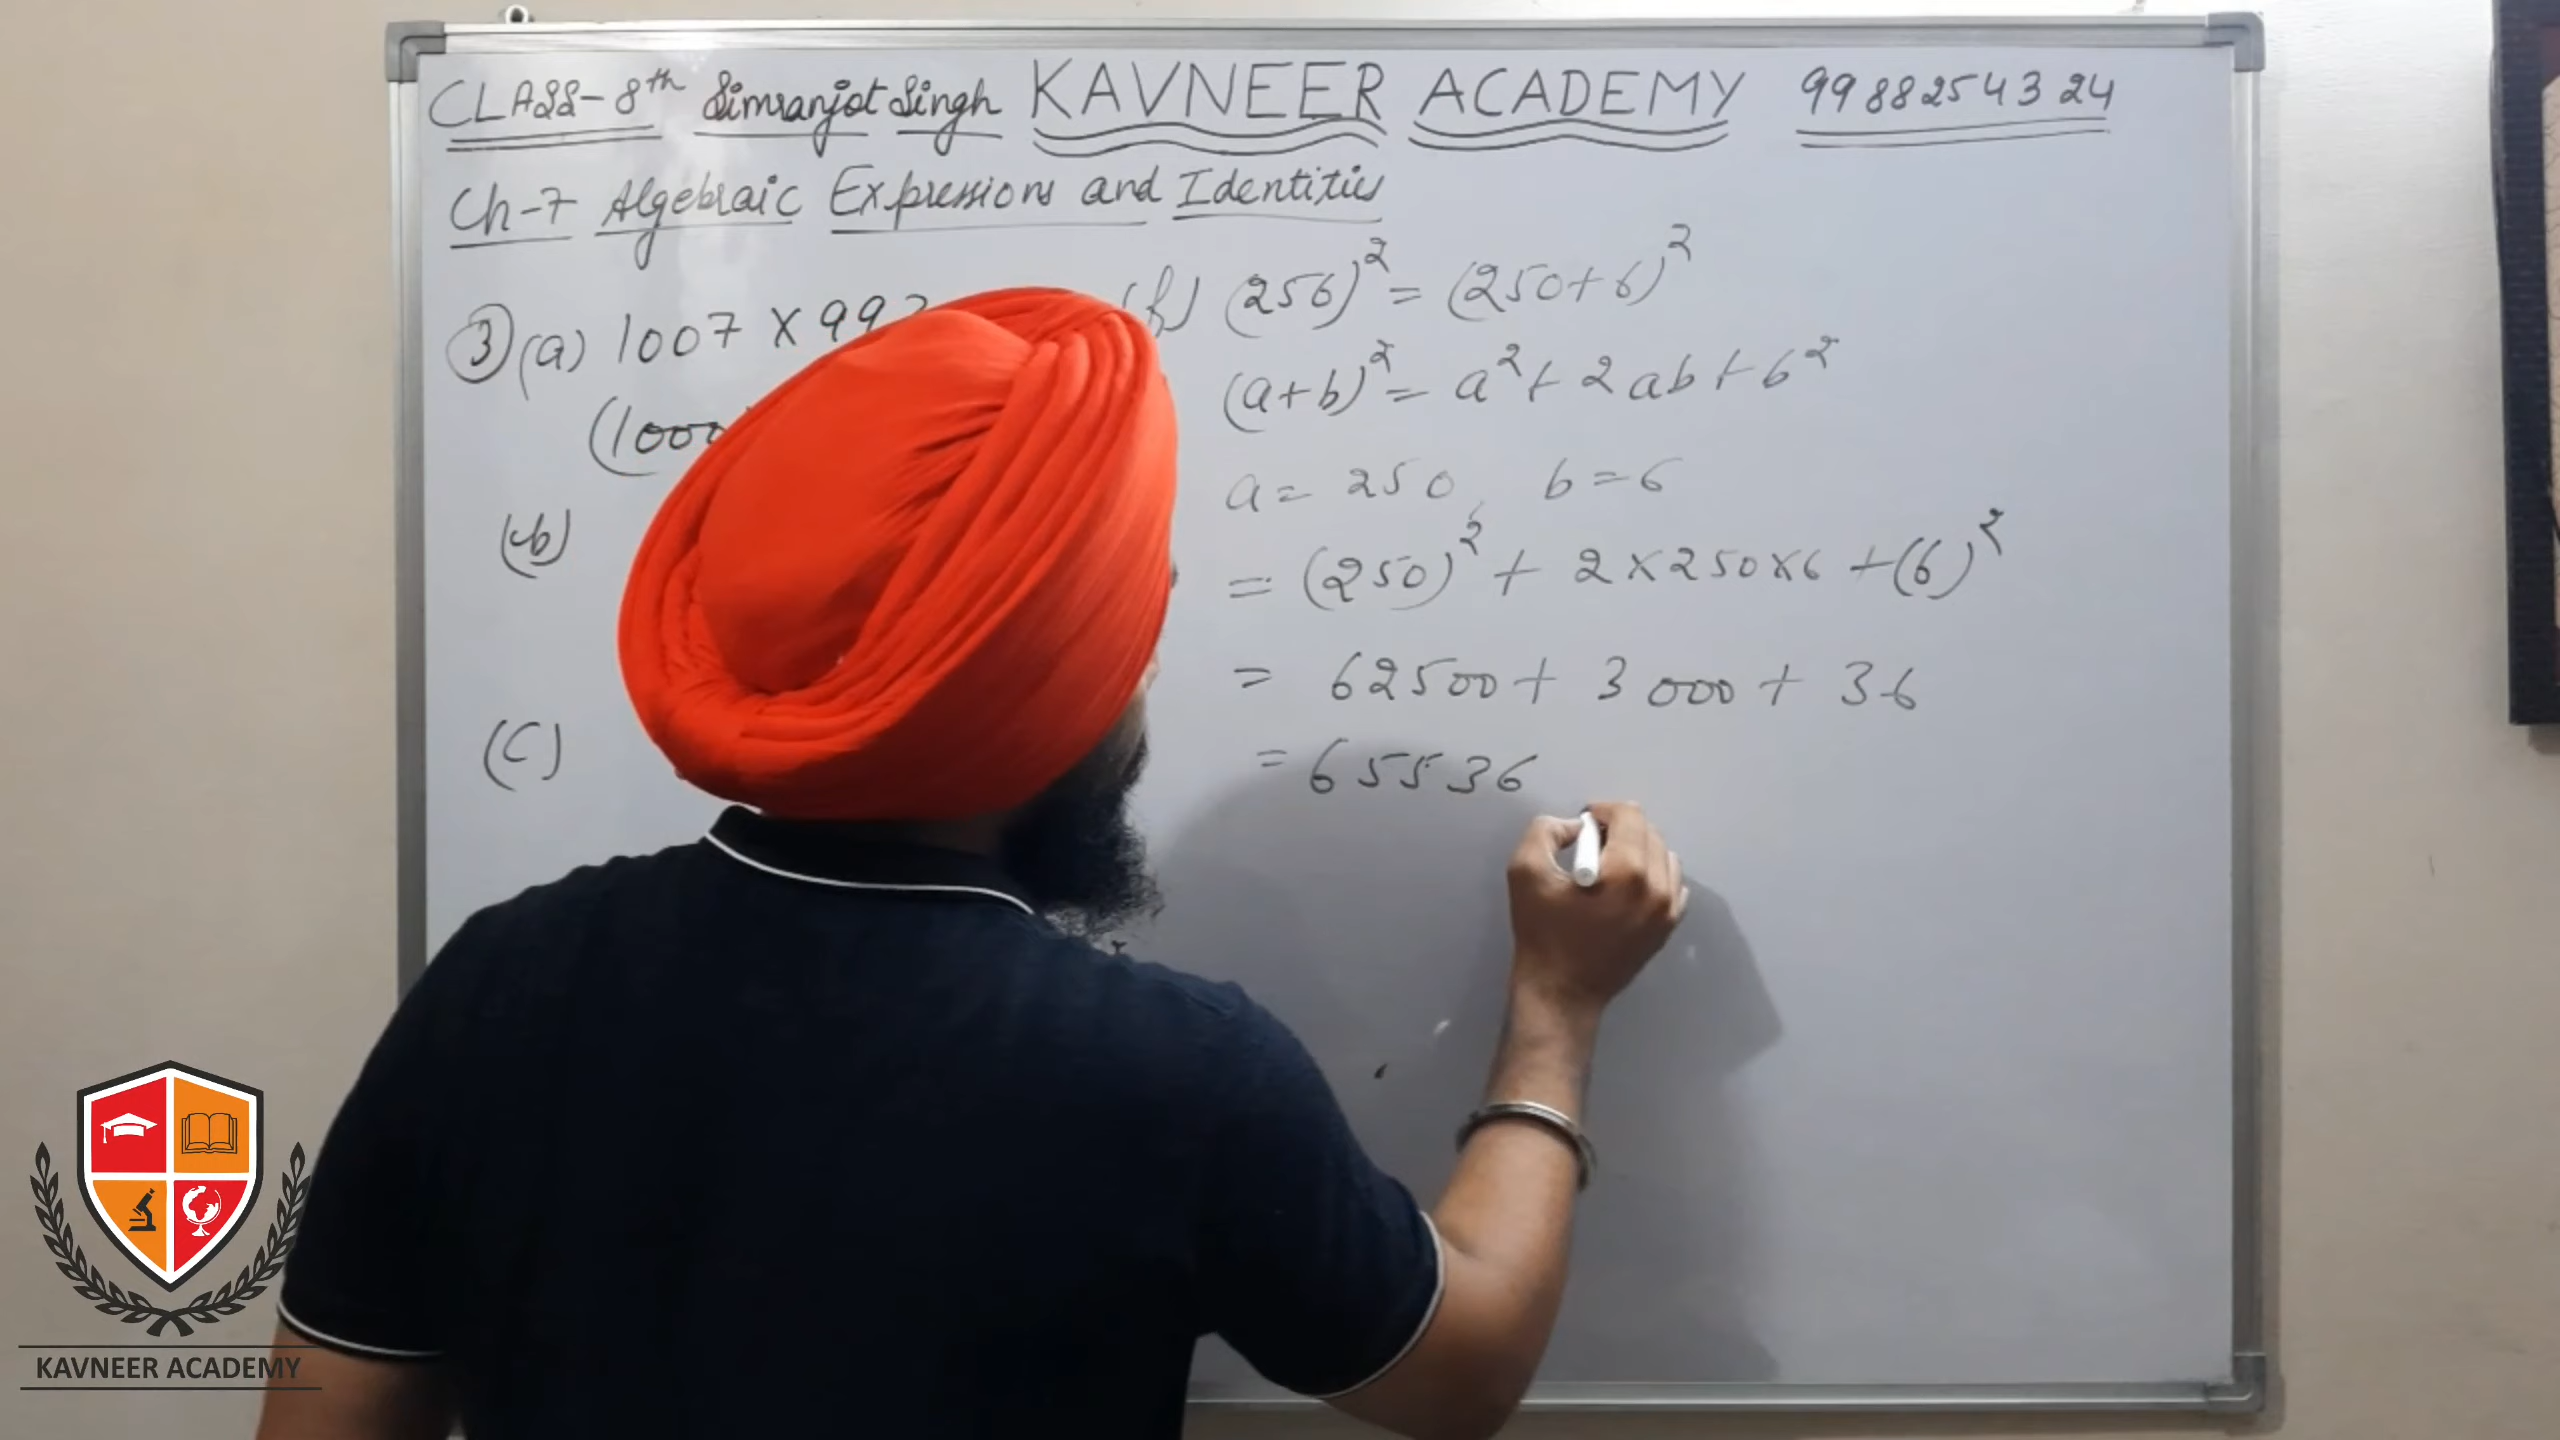 CLASS-8th Simranjot Singh KAVNEER ACADEMY 9988254324
Ch-7 Algebraic Expressions and Identities
③(a) 1007 X 99
(1000
(b)
(C)
(256)² = (250+6)²
(a+b)² = a² + 2ab + b²
a = 250, b = 6
= (250)² + 2×250×6 + (6)²
= 62500 + 3000 + 36
= 65536
KAVNEER ACADEMY